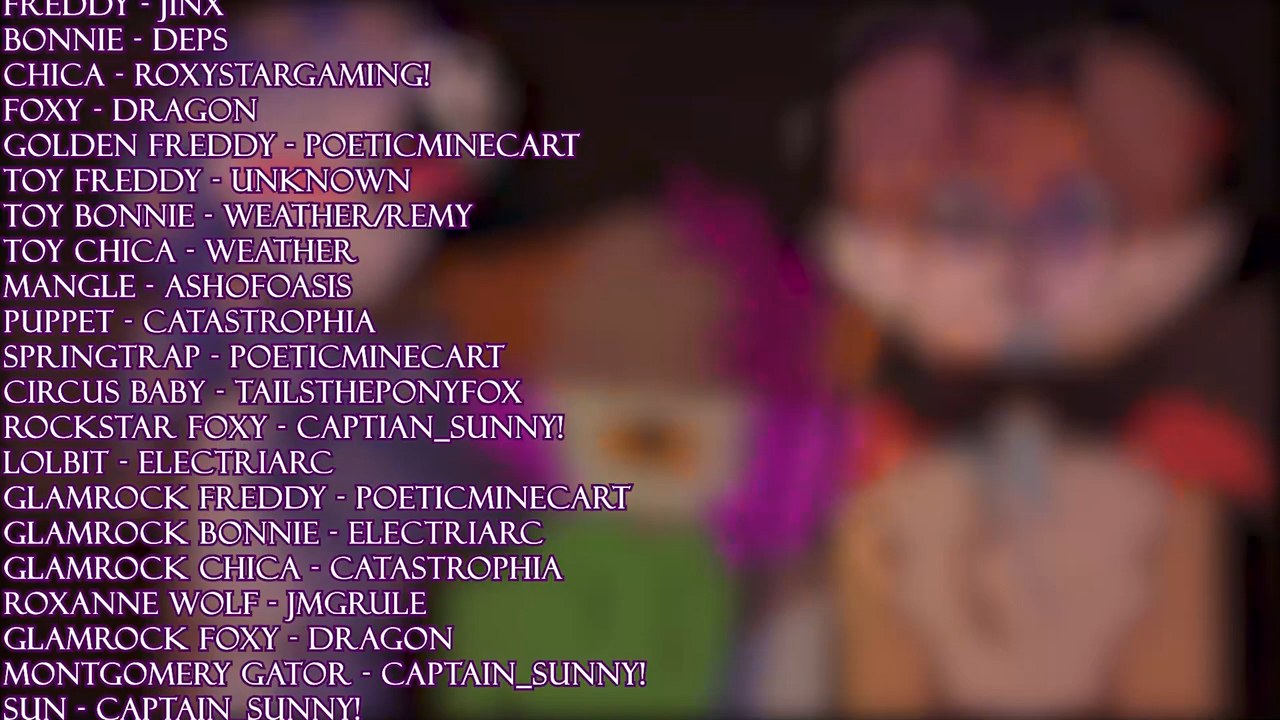 FREDDY - JINX
BONNIE - DEPS
CHICA - ROXYSTARGAMING!
FOXY - DRAGON
GOLDEN FREDDY - POETICMINECART
TOY FREDDY - UNKNOWN
TOY BONNIE - WEATHER/REMY
TOY CHICA - WEATHER
MANGLE - ASHOFOASIS
PUPPET - CATASTROPHIA
SPRINGTRAP - POETICMINECART
CIRCUS BABY - TAILSTHEPONYFOX
ROCKSTAR FOXY - CAPTIAN_SUNNY!
LOLBIT - ELECTRIARC
GLAMROCK FREDDY - POETICMINECART
GLAMROCK BONNIE - ELECTRIARC
GLAMROCK CHICA - CATASTROPHIA
ROXANNE WOLF - JMGRULE
GLAMROCK FOXY - DRAGON
MONTGOMERY GATOR - CAPTAIN_SUNNY!
SUN - CAPTAIN_SUNNY!